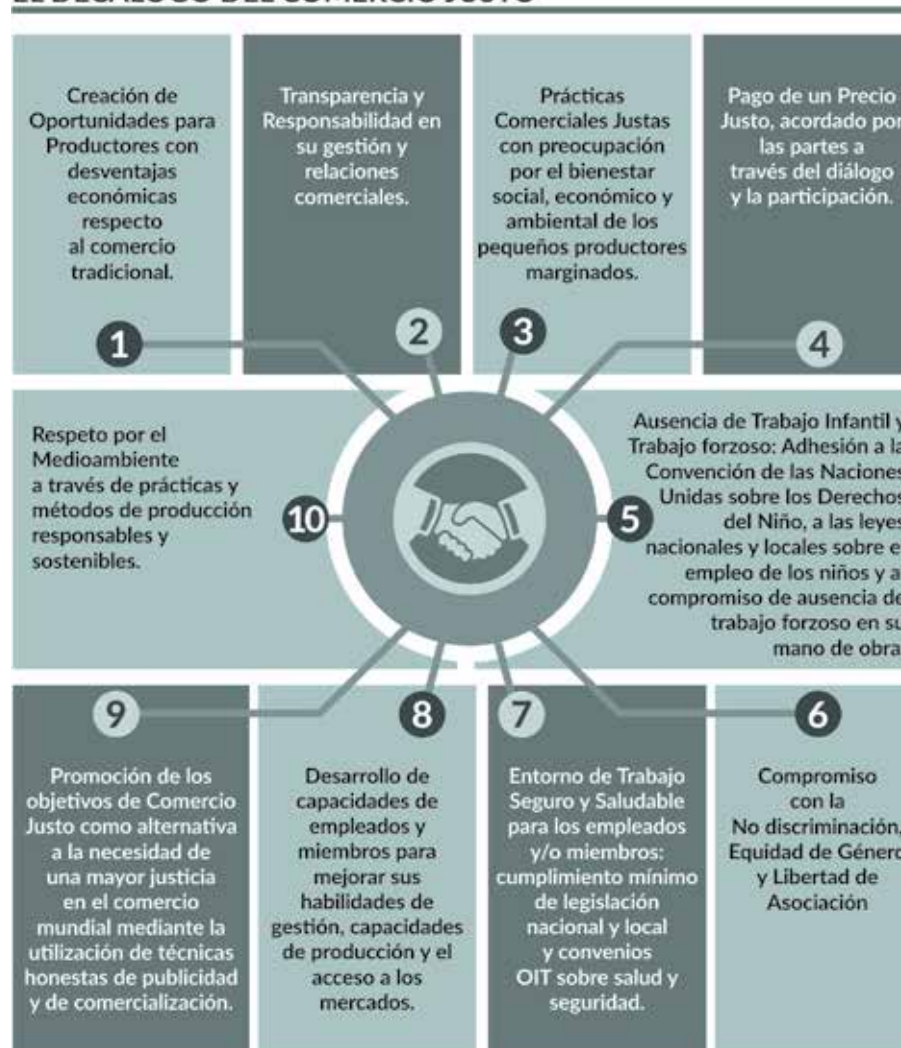 EL DECÁLOGO DEL COMERCIO JUSTO
Creación de
Oportunidades para
Productores con
desventajas
económicas
respecto
al comercio
tradicional.
1
Transparencia y
Responsabilidad en
su gestión y
relaciones
comerciales.
2
Prácticas
Comerciales Justas
con preocupación
por el bienestar
social, económico y
ambiental de los
pequeños productores
marginados.
3
Pago de un Precio
Justo, acordado por
las partes a
través del diálogo
y la participación.
4
Ausencia de Trabajo Infantil y
Trabajo forzoso: Adhesión a la
Convención de las Naciones
Unidas sobre los Derechos
del Niño, a las leyes
nacionales y locales sobre el
empleo de los niños y al
compromiso de ausencia de
trabajo forzoso en su
mano de obra
5
Compromiso
con la
No discriminación,
Equidad de Género
y Libertad de
Asociación
6
Entorno de Trabajo
Seguro y Saludable
para los empleados
y/o miembros:
cumplimiento mínimo
de legislación
nacional y local
y convenios
OIT sobre salud y
seguridad.
7
Desarrollo de
capacidades de
empleados y
miembros para
mejorar sus
habilidades de
gestión, capacidades
de producción y el
acceso a los
mercados.
8
Promoción de los
objetivos de Comercio
Justo como alternativa
a la necesidad de
una mayor justicia
en el comercio
mundial mediante la
utilización de técnicas
honestas de publicidad
y de comercialización.
9
Respeto por el
Medioambiente
a través de prácticas y
métodos de producción
responsables y
sostenibles.
10